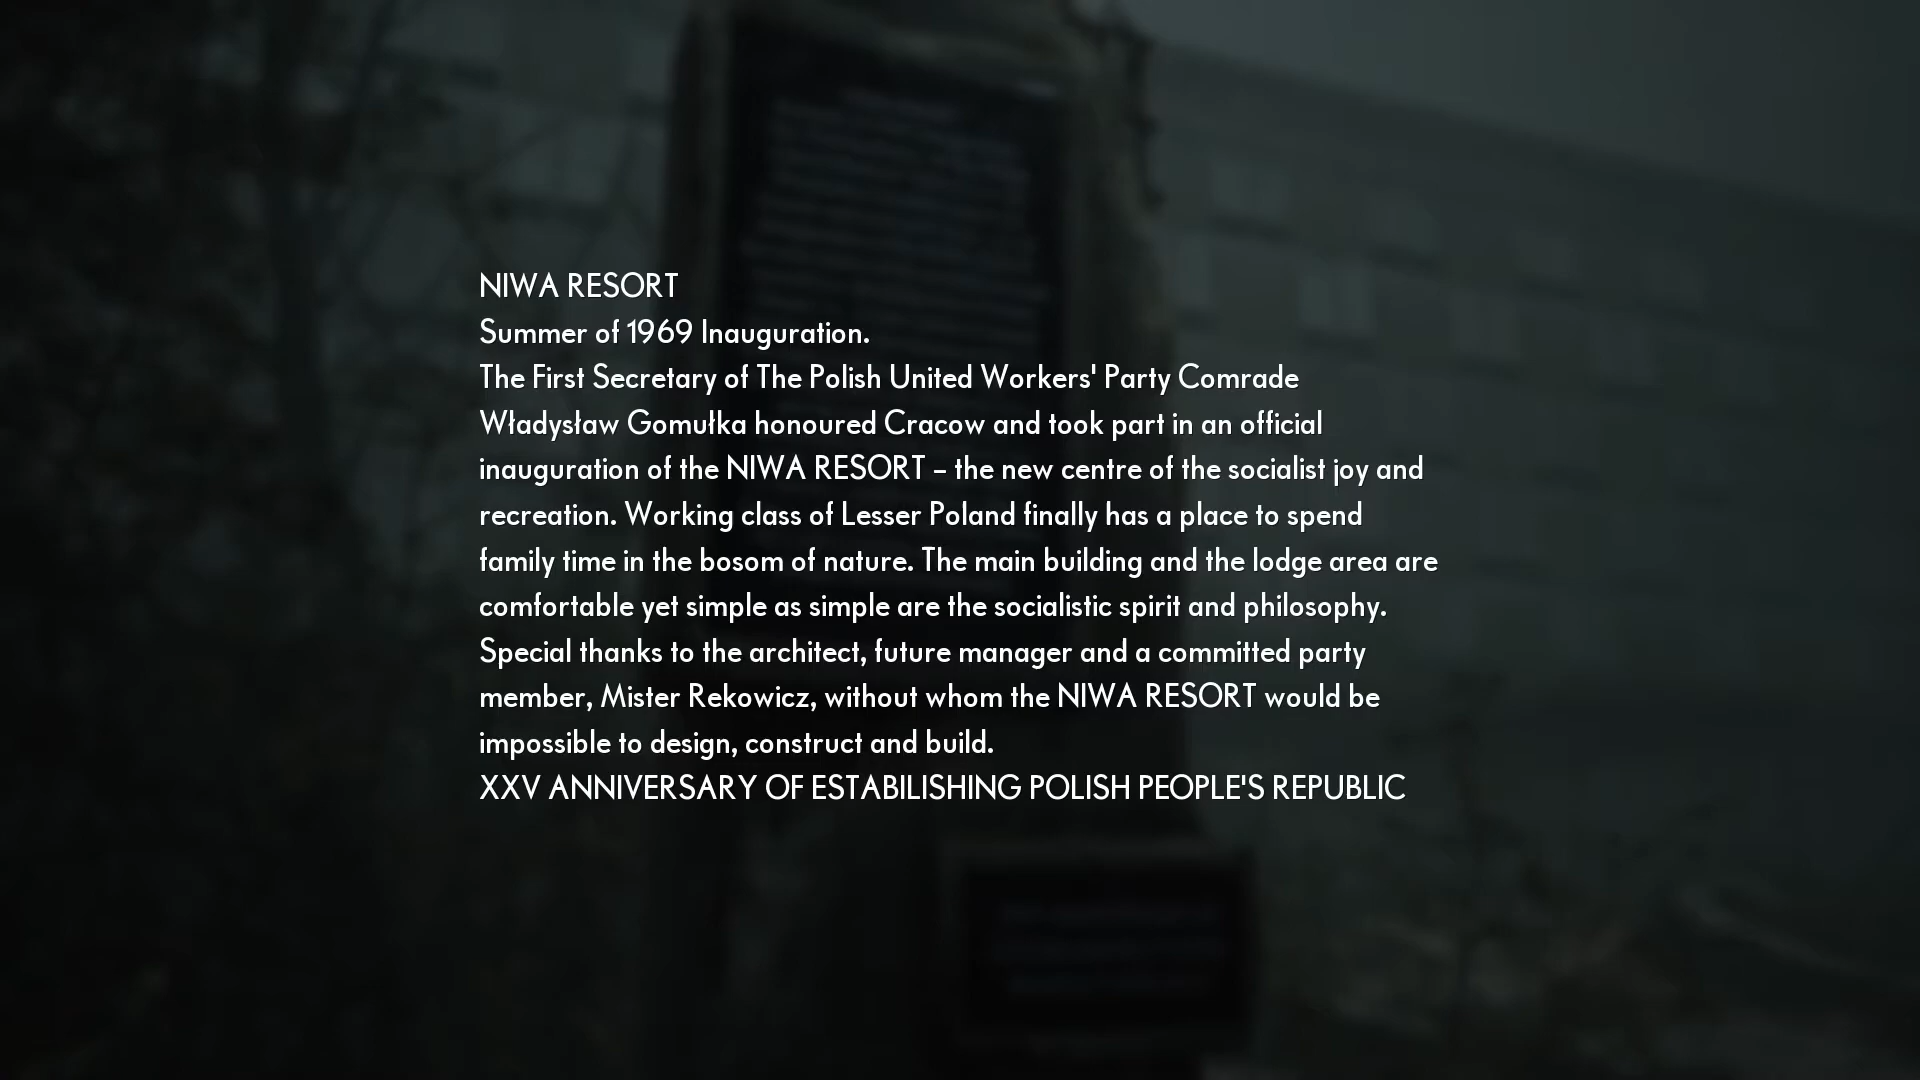 NIWA RESORT
Summer of 1969 Inauguration.
The First Secretary of The Polish United Workers' Party Comrade
Władysław Gomułka honoured Cracow and took part in an official
inauguration of the NIWA RESORT – the new centre of the socialist joy and
recreation. Working class of Lesser Poland finally has a place to spend
family time in the bosom of nature. The main building and the lodge area are
comfortable yet simple as simple are the socialistic spirit and philosophy.
Special thanks to the architect, future manager and a committed party
member, Mister Rekowicz, without whom the NIWA RESORT would be
impossible to design, construct and build.
XXV ANNIVERSARY OF ESTABILISHING POLISH PEOPLE'S REPUBLIC